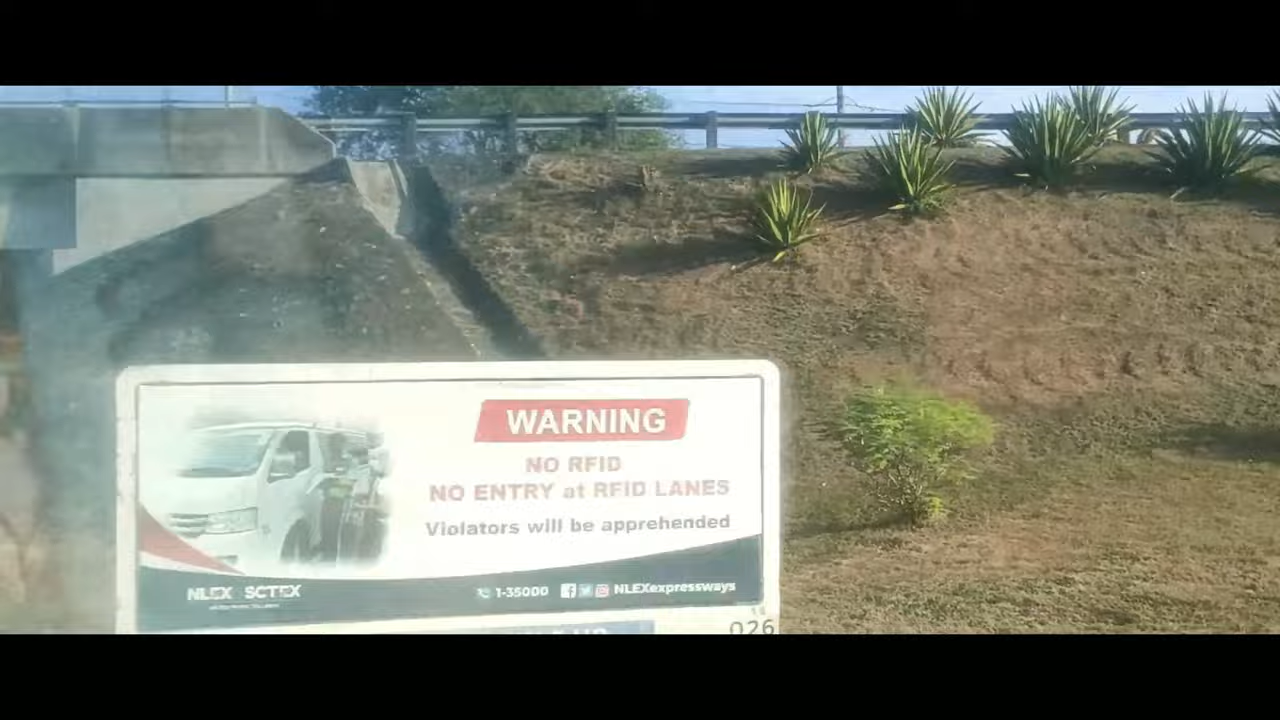 WARNING
NO RFID
NO ENTRY at RFID LANES
Violators will be apprehended
NLEX SCTEX
1-35000 NLEXexpressways
026